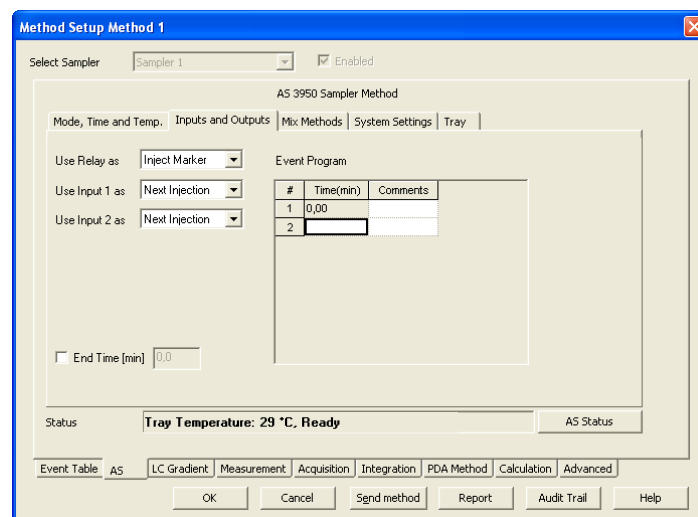 Method Setup Method 1
Select Sampler Sampler 1 Enabled
AS 3950 Sampler Method
Mode, Time and Temp. Inputs and Outputs Mix Methods System Settings Tray
Use Relay as Inject Marker Event Program
Use Input 1 as Next Injection # Time(min) Comments
1 0,00
Use Input 2 as Next Injection 2
End Time [min] 0,0
Status Tray Temperature: 29 °C, Ready AS Status
Event Table AS LC Gradient Measurement Acquisition Integration PDA Method Calculation Advanced
OK Cancel Send method Report Audit Trail Help